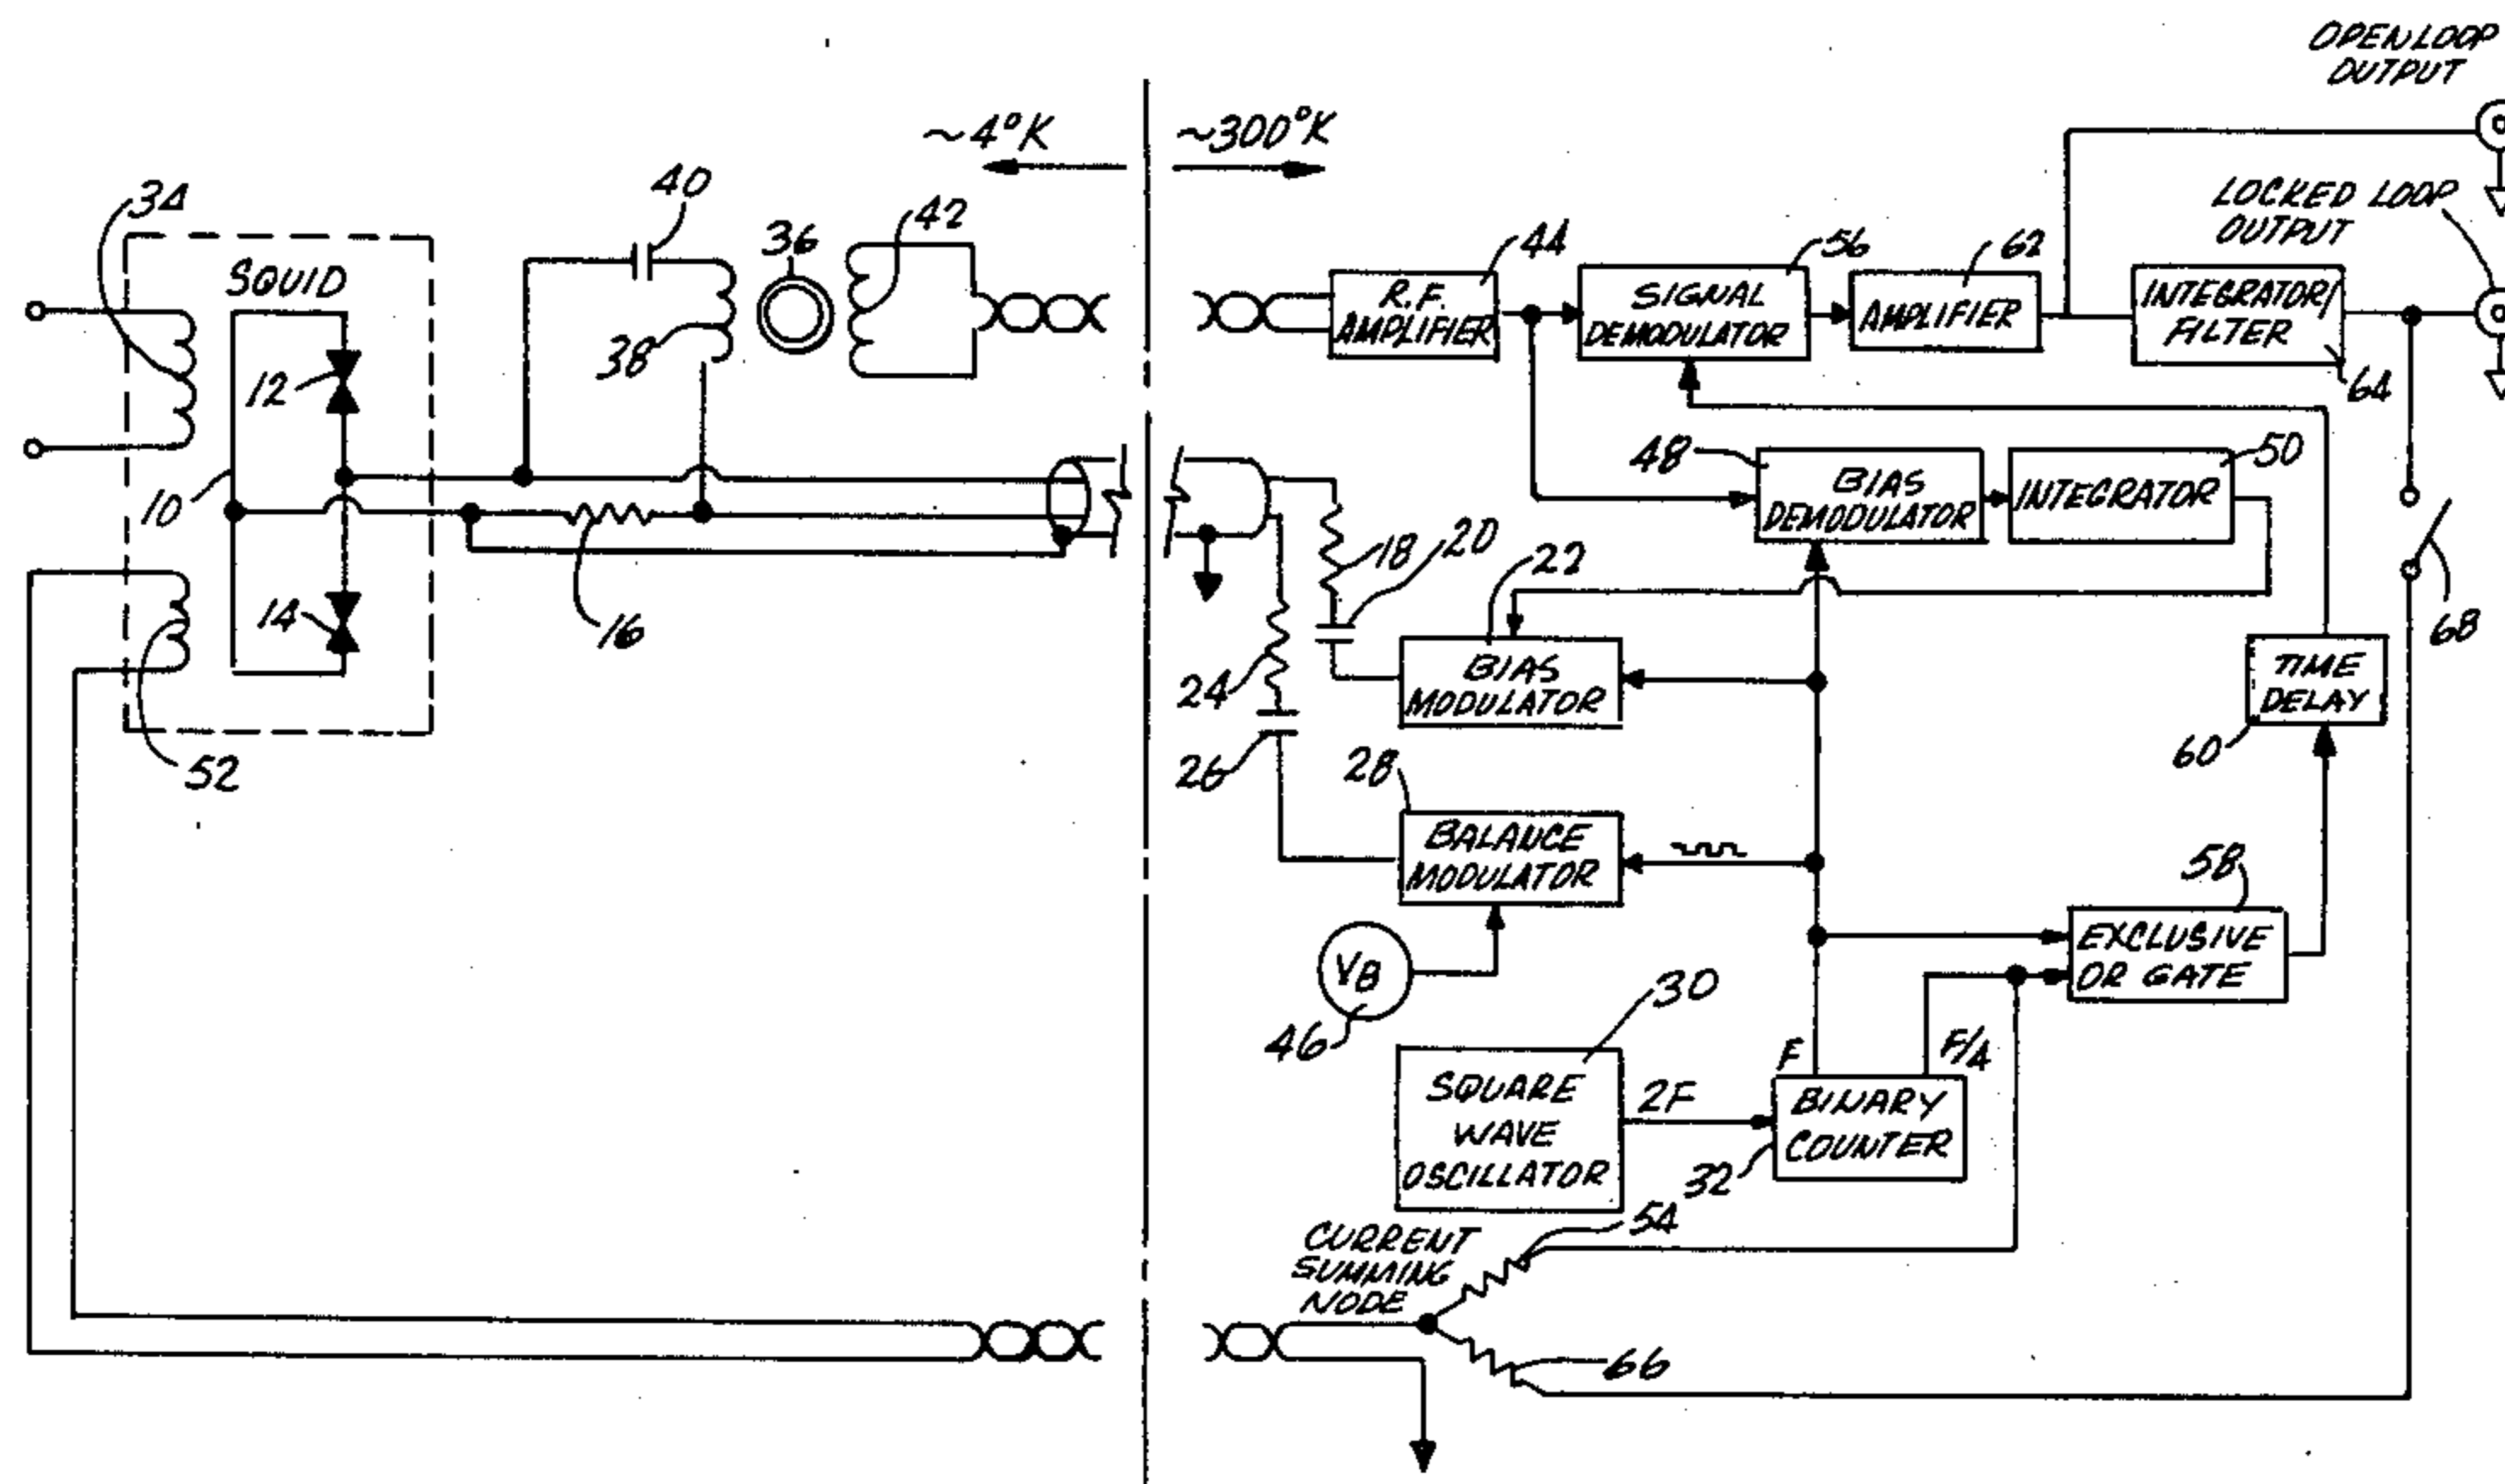 OPEN LOOP
OUTPUT
~4°K
~300°K
34
40
36
42
44
56
62
LOCKED LOOP
OUTPUT
SQUID
38
R.F.
AMPLIFIER
SIGNAL
DEMODULATOR
AMPLIFIER
INTEGRATOR/
FILTER
64
12
10
48
BIAS
DEMODULATOR
INTEGRATOR
50
14
16
18
20
22
68
24
BIAS
MODULATOR
TIME
DELAY
60
52
26
28
BALANCE
MODULATOR
58
EXCLUSIVE
OR GATE
VB
46
30
SQUARE
WAVE
OSCILLATOR
2F
F
F/4
BINARY
COUNTER
32
54
CURRENT
SUMMING
NODE
66